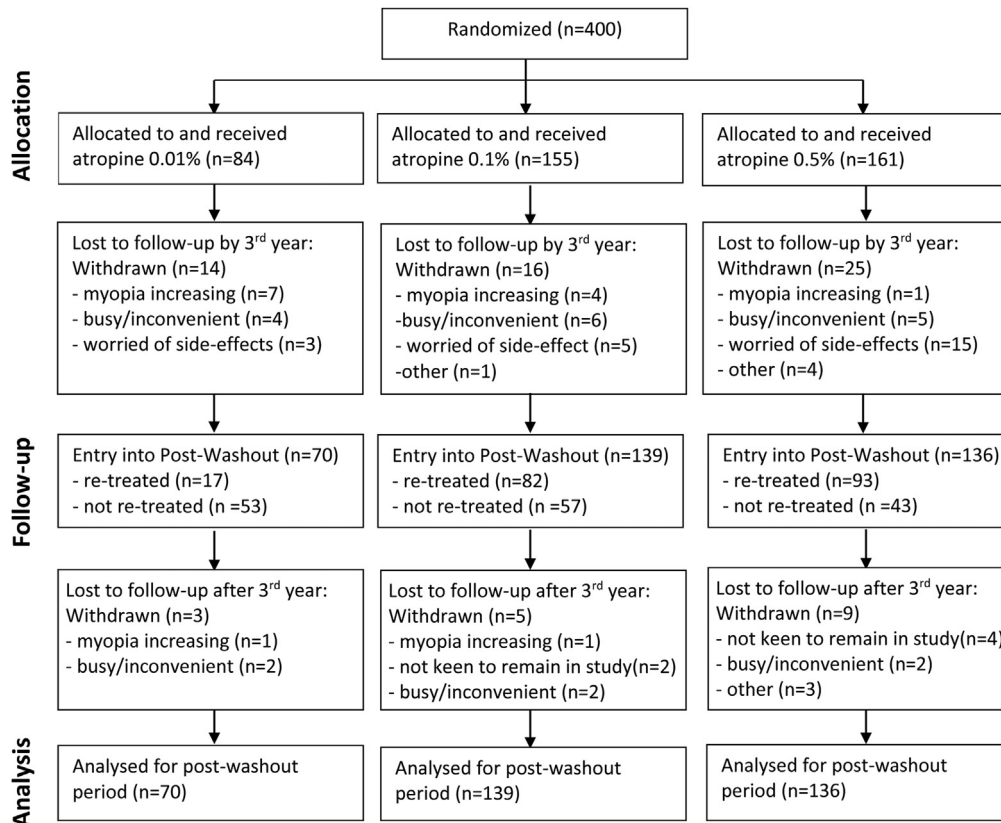 Randomized (n=400)
Allocation
Allocated to and received
atropine 0.01% (n=84)
Allocated to and received
atropine 0.1% (n=155)
Allocated to and received
atropine 0.5% (n=161)
Lost to follow-up by 3rd year:
Withdrawn (n=14)
- myopia increasing (n=7)
- busy/inconvenient (n=4)
- worried of side-effects (n=3)
Lost to follow-up by 3rd year:
Withdrawn (n=16)
- myopia increasing (n=4)
-busy/inconvenient (n=6)
- worried of side-effect (n=5)
-other (n=1)
Lost to follow-up by 3rd year:
Withdrawn (n=25)
- myopia increasing (n=1)
- busy/inconvenient (n=5)
- worried of side-effects (n=15)
- other (n=4)
Follow-up
Entry into Post-Washout (n=70)
- re-treated (n=17)
- not re-treated (n =53)
Entry into Post-Washout (n=139)
- re-treated (n=82)
- not re-treated (n =57)
Entry into Post-Washout (n=136)
- re-treated (n=93)
- not re-treated (n =43)
Lost to follow-up after 3rd year:
Withdrawn (n=3)
- myopia increasing (n=1)
- busy/inconvenient (n=2)
Lost to follow-up after 3rd year:
Withdrawn (n=5)
- myopia increasing (n=1)
- not keen to remain in study(n=2)
- busy/inconvenient (n=2)
Lost to follow-up after 3rd year:
Withdrawn (n=9)
- not keen to remain in study(n=4)
- busy/inconvenient (n=2)
- other (n=3)
Analysis
Analysed for post-washout
period (n=70)
Analysed for post-washout
period (n=139)
Analysed for post-washout
period (n=136)